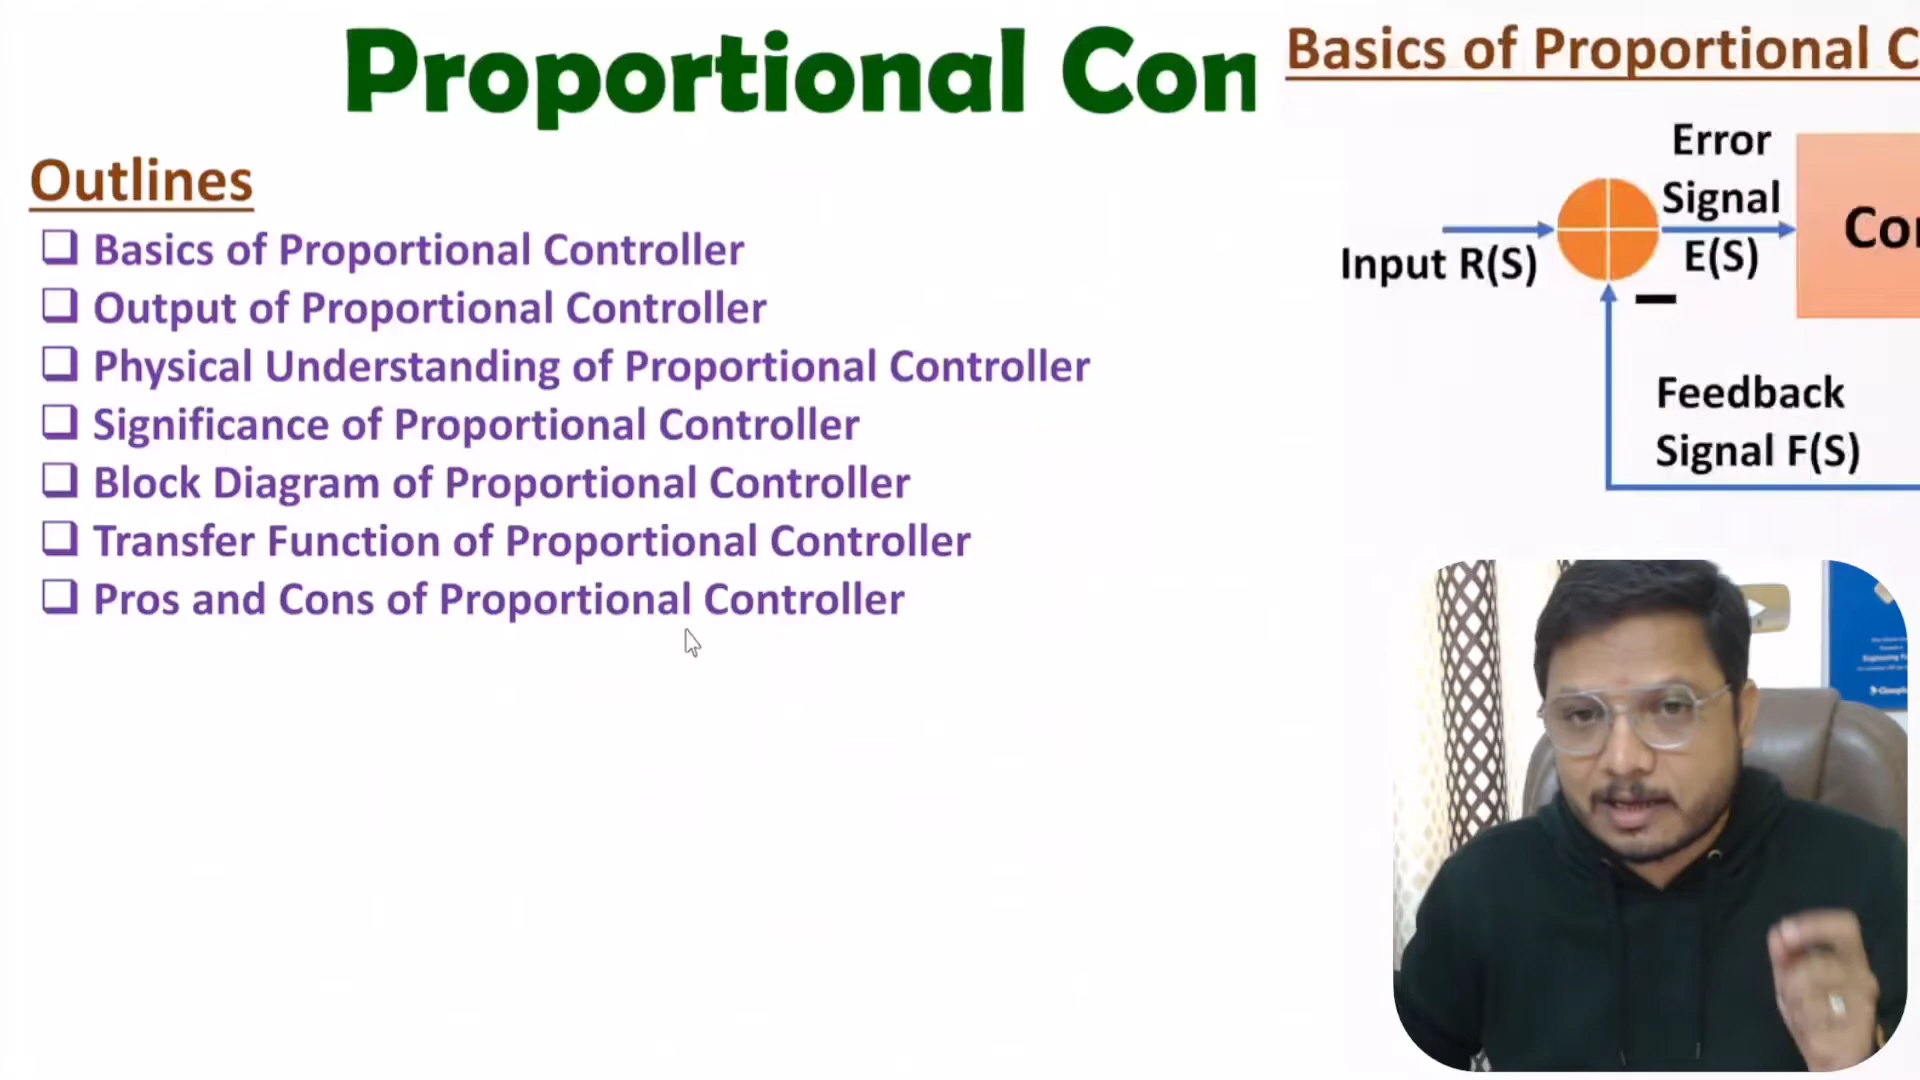 Proportional Con
Outlines
Basics of Proportional Controller
Output of Proportional Controller
Physical Understanding of Proportional Controller
Significance of Proportional Controller
Block Diagram of Proportional Controller
Transfer Function of Proportional Controller
Pros and Cons of Proportional Controller
Basics of Proportional C
Error
Signal
E(S)
Input R(S)
Co
Feedback
Signal F(S)